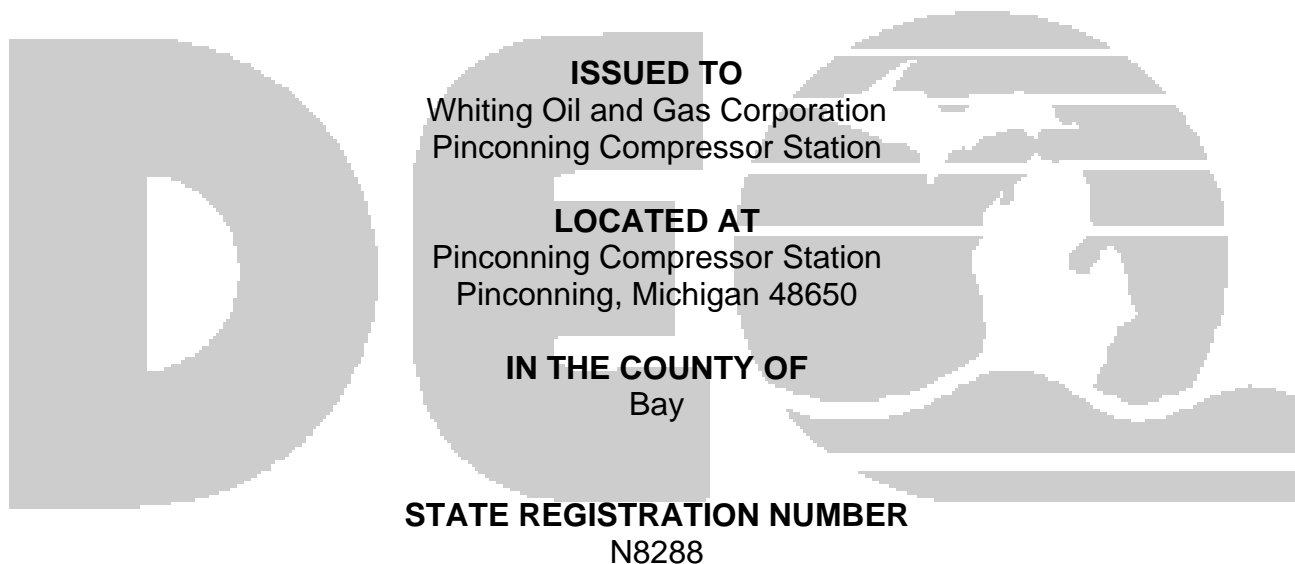 DEQ
ISSUED TO
Whiting Oil and Gas Corporation
Pinconning Compressor Station
LOCATED AT
Pinconning Compressor Station
Pinconning, Michigan 48650
IN THE COUNTY OF
Bay
STATE REGISTRATION NUMBER
N8288